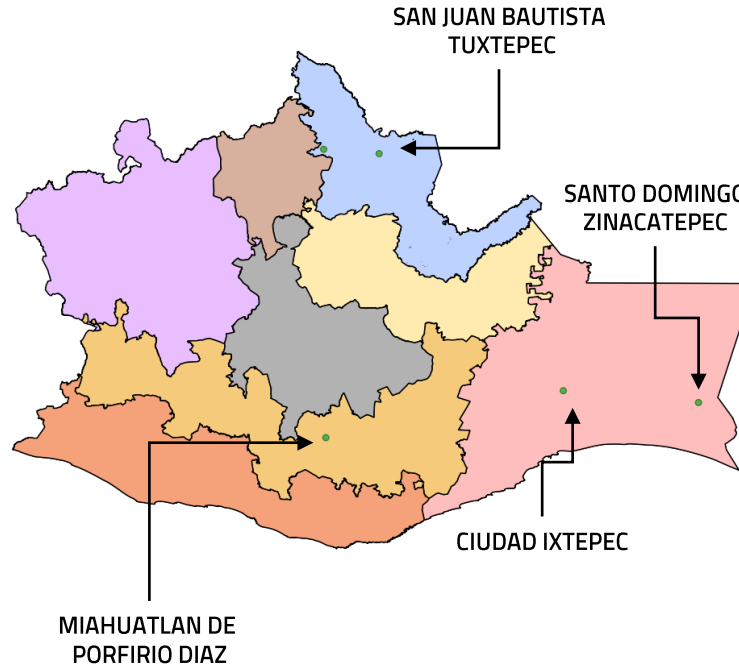 SAN JUAN BAUTISTA
TUXTEPEC
SANTO DOMINGO
ZINACATEPEC
CIUDAD IXTEPEC
MIAHUATLAN DE
PORFIRIO DIAZ